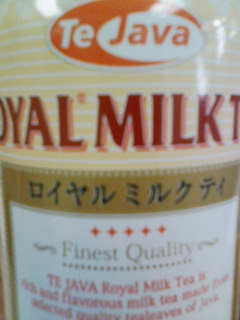 Te Java
ROYAL MILK T
ロイヤル ミルク ティ
Finest Quality
TE JAVA Royal Milk Tea is
rich and flavorous milk tea made from
selected quality tealeaves of Java.